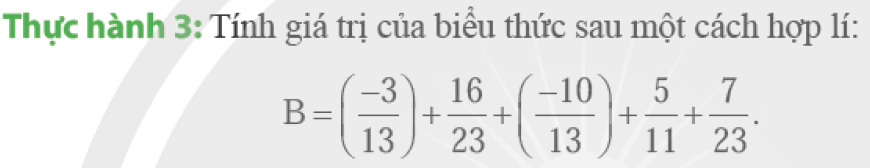 Thực hành 3: Tính giá trị của biểu thức sau một cách hợp lí:
B = (−3/13) + 16/23 + (−10/13) + 5/11 + 7/23.